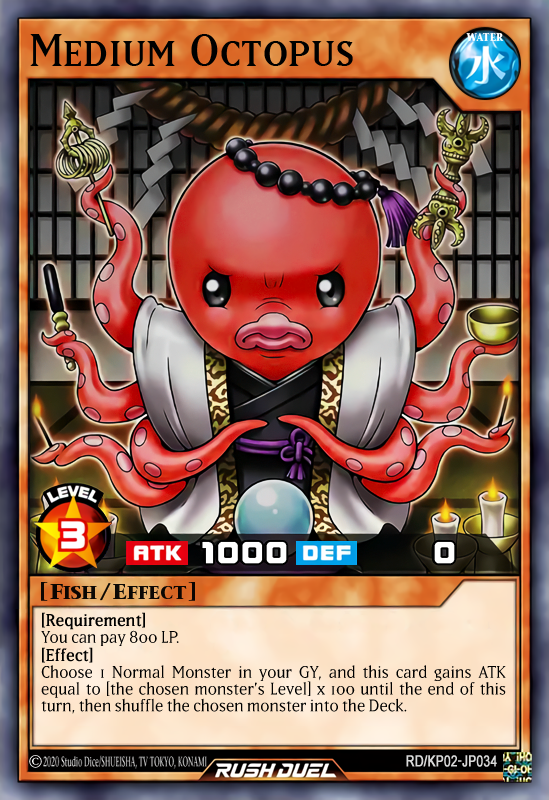 MEDIUM OCTOPUS
WATER
水
LEVEL
3
ATK 1000 DEF 0
[FISH/EFFECT]
[Requirement]
You can pay 800 LP.
[Effect]
Choose 1 Normal Monster in your GY, and this card gains ATK
equal to [the chosen monster's Level] x 100 until the end of this
turn, then shuffle the chosen monster into the Deck.
©2020 Studio Dice/SHUEISHA, TV TOKYO, KONAMI
RUSH DUEL
RD/KP02-JP034